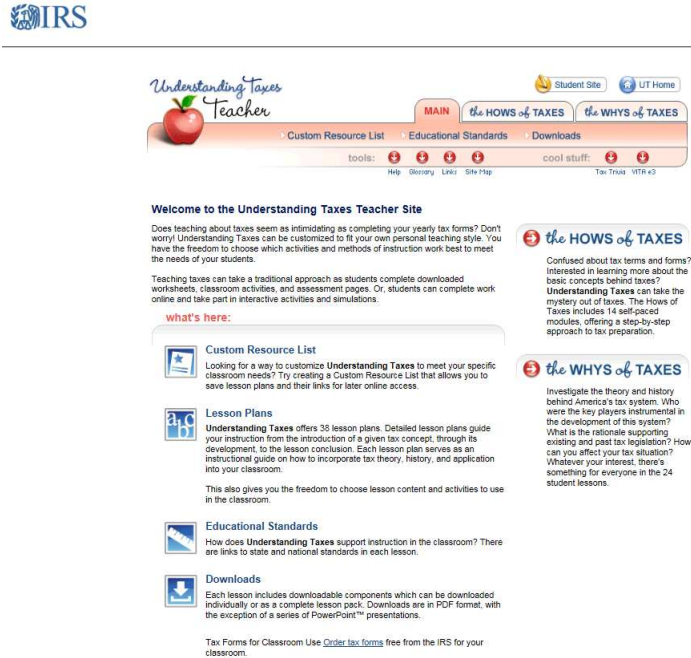 IRS
Understanding Taxes
Teacher
Student Site
UT Home
MAIN
the HOWS of TAXES
the WHYS of TAXES
Custom Resource List
Educational Standards
Downloads
tools:
cool stuff:
Help
Glossary
Links
Site Map
Tax Trivia
VITA e3
Welcome to the Understanding Taxes Teacher Site
Does teaching about taxes seem as intimidating as completing your yearly tax forms? Don't
worry! Understanding Taxes can be customized to fit your own personal teaching style. You
have the freedom to choose which activities and methods of instruction work best to meet
the needs of your students.
Teaching taxes can take a traditional approach as students complete downloaded
worksheets, classroom activities, and assessment pages. Or, students can complete work
online and take part in interactive activities and simulations.
what's here:
Custom Resource List
Looking for a way to customize Understanding Taxes to meet your specific
classroom needs? Try creating a Custom Resource List that allows you to
save lesson plans and their links for later online access.
a b c
Lesson Plans
Understanding Taxes offers 38 lesson plans. Detailed lesson plans guide
your instruction from the introduction of a given tax concept, through its
development, to the lesson conclusion. Each lesson plan serves as an
instructional guide on how to incorporate tax theory, history, and application
into your classroom.
This also gives you the freedom to choose lesson content and activities to use
in the classroom.
Educational Standards
How does Understanding Taxes support instruction in the classroom? There
are links to state and national standards in each lesson.
Downloads
Each lesson includes downloadable components which can be downloaded
individually or as a complete lesson pack. Downloads are in PDF format, with
the exception of a series of PowerPoint™ presentations.
Tax Forms for Classroom Use Order tax forms free from the IRS for your
classroom.
the HOWS of TAXES
Confused about tax terms and forms?
Interested in learning more about the
basic concepts behind taxes?
Understanding Taxes can take the
mystery out of taxes. The Hows of
Taxes includes 14 self-paced
modules, offering a step-by-step
approach to tax preparation.
the WHYS of TAXES
Investigate the theory and history
behind America's tax system. Who
were the key players instrumental in
the development of this system?
What is the rationale supporting
existing and past tax legislation? How
can you affect your tax situation?
Whatever your interest, there's
something for everyone in the 24
student lessons.